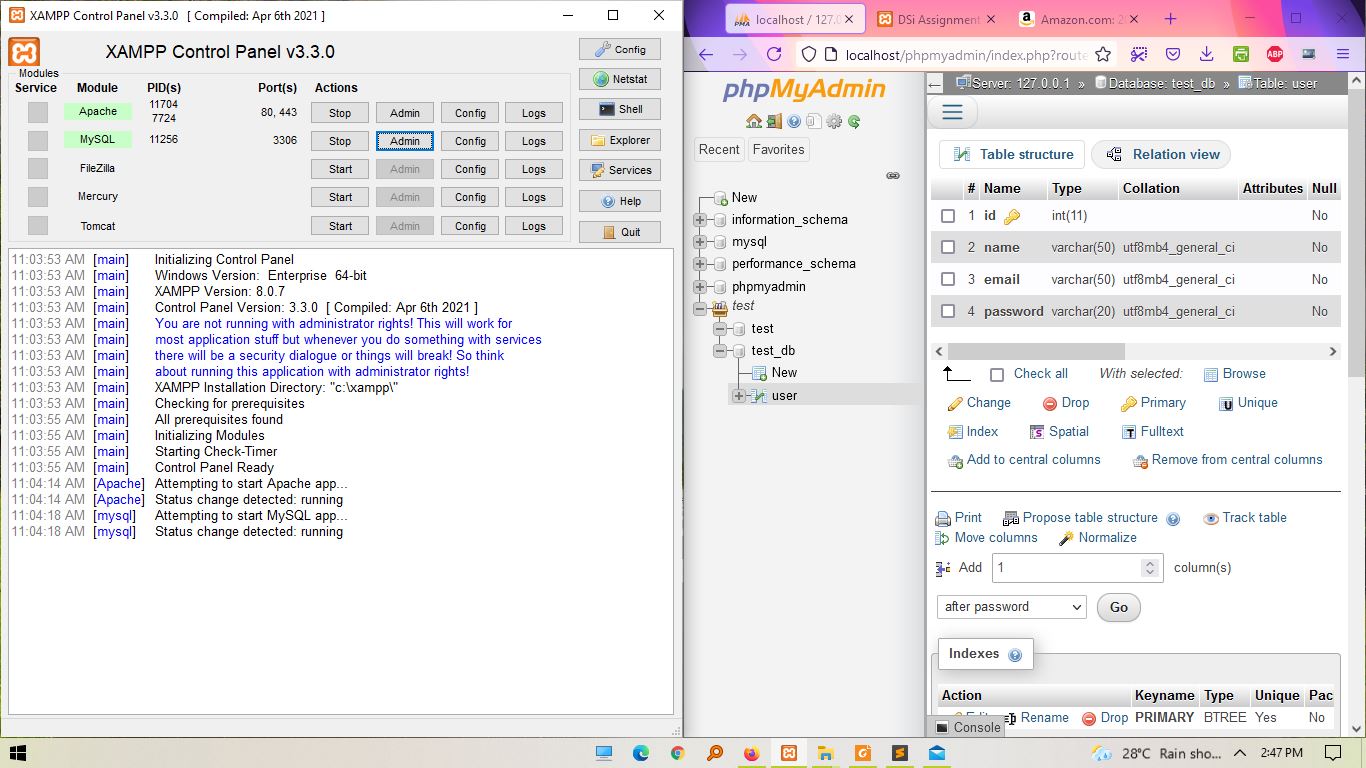 XAMPP Control Panel v3.3.0 [ Compiled: Apr 6th 2021 ]
XAMPP Control Panel v3.3.0
Config
Modules
Service Module PID(s) Port(s) Actions
Netstat
Apache 11704 7724 80, 443 Stop Admin Config Logs
Shell
MySQL 11256 3306 Stop Admin Config Logs
Explorer
FileZilla Start Admin Config Logs
Services
Mercury Start Admin Config Logs
Help
Tomcat Start Admin Config Logs
Quit
11:03:53 AM [main] Initializing Control Panel
11:03:53 AM [main] Windows Version: Enterprise 64-bit
11:03:53 AM [main] XAMPP Version: 8.0.7
11:03:53 AM [main] Control Panel Version: 3.3.0 [ Compiled: Apr 6th 2021 ]
11:03:53 AM [main] You are not running with administrator rights! This will work for
11:03:53 AM [main] most application stuff but whenever you do something with services
11:03:53 AM [main] there will be a security dialogue or things will break! So think
11:03:53 AM [main] about running this application with administrator rights!
11:03:53 AM [main] XAMPP Installation Directory: "c:\xampp\"
11:03:53 AM [main] Checking for prerequisites
11:03:55 AM [main] All prerequisites found
11:03:55 AM [main] Initializing Modules
11:03:55 AM [main] Starting Check-Timer
11:03:55 AM [main] Control Panel Ready
11:04:14 AM [Apache] Attempting to start Apache app...
11:04:14 AM [Apache] Status change detected: running
11:04:18 AM [mysql] Attempting to start MySQL app...
11:04:18 AM [mysql] Status change detected: running
PMA localhost / 127.0 DSi Assignment Amazon.com: 2
localhost/phpmyadmin/index.php?route
ABP
phpMyAdmin
Recent Favorites
New
information_schema
mysql
performance_schema
phpmyadmin
test
test
test_db
New
user
Server: 127.0.0.1 » Database: test_db » Table: user
Table structure Relation view
# Name Type Collation Attributes Null
1 id int(11) No
2 name varchar(50) utf8mb4_general_ci No
3 email varchar(50) utf8mb4_general_ci No
4 password varchar(20) utf8mb4_general_ci No
Check all With selected: Browse
Change Drop Primary Unique
Index Spatial Fulltext
Add to central columns Remove from central columns
Print Propose table structure Track table
Move columns Normalize
Add 1 column(s)
after password Go
Indexes
Action Keyname Type Unique Pac
Edit Rename Drop PRIMARY BTREE Yes No
Console
28°C Rain sho... 2:47 PM